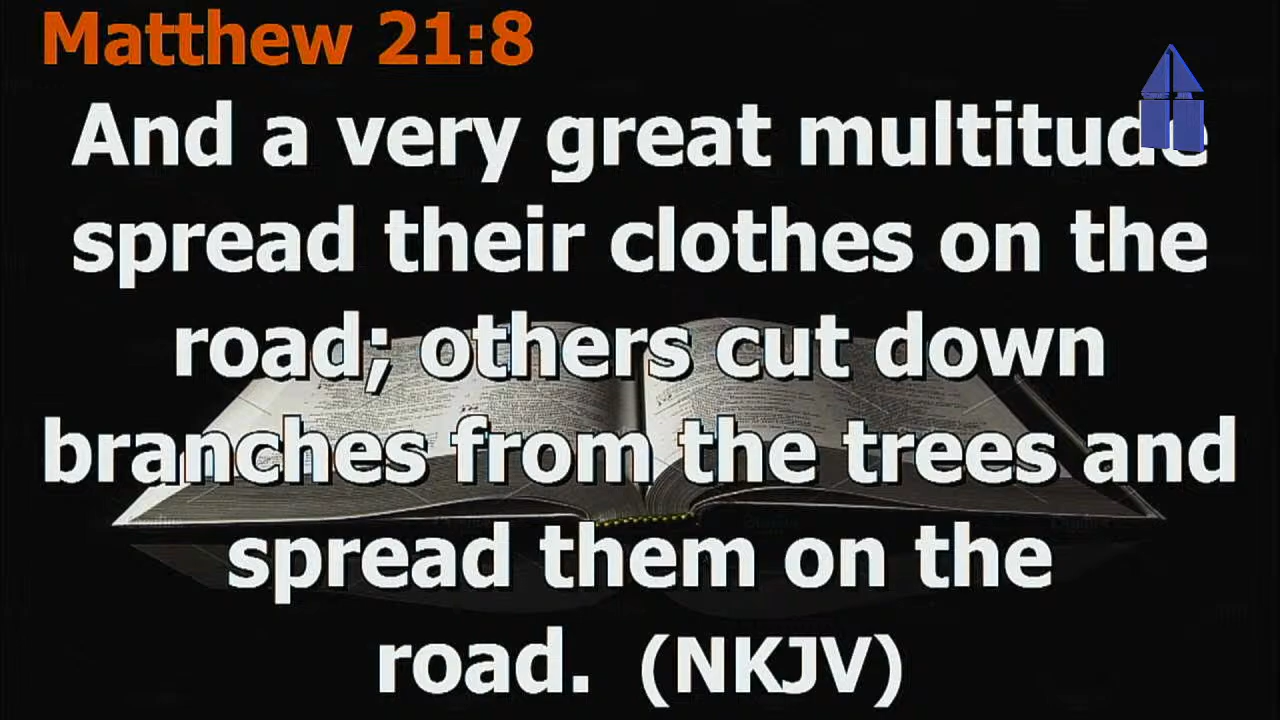 Matthew 21:8
And a very great multitude
spread their clothes on the
road; others cut down
branches from the trees and
spread them on the
road. (NKJV)